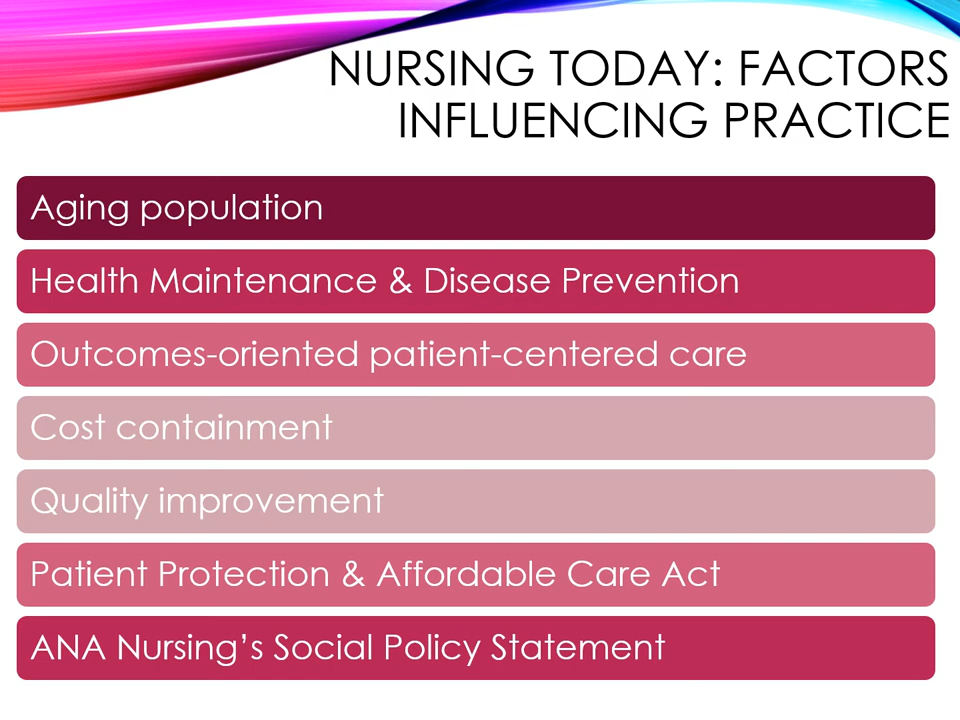 NURSING TODAY: FACTORS
INFLUENCING PRACTICE
Aging population
Health Maintenance & Disease Prevention
Outcomes-oriented patient-centered care
Cost containment
Quality improvement
Patient Protection & Affordable Care Act
ANA Nursing’s Social Policy Statement